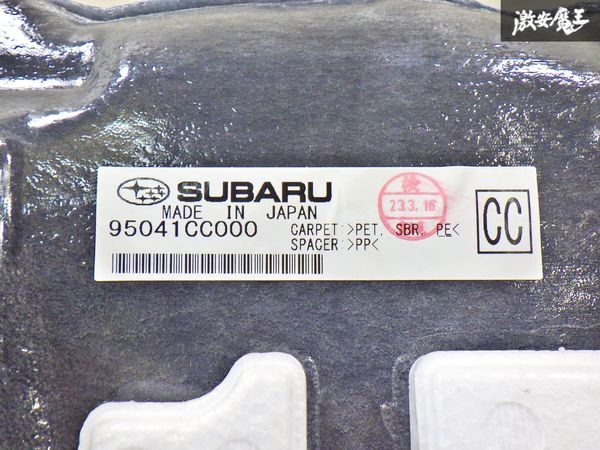 激安魔王
SUBARU
MADE IN JAPAN
95041CC000
CARPET:>PET, SBR, PE<
SPACER:>PP<
検
23.3.16
CC